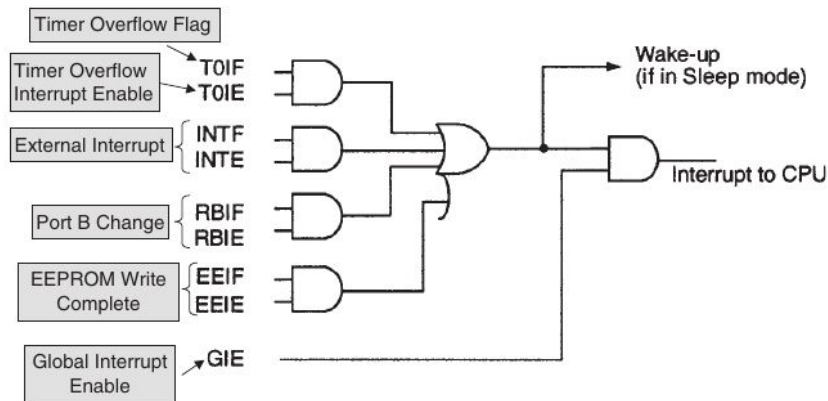 Timer Overflow Flag
T0IF
Timer Overflow
Interrupt Enable
T0IE
Wake-up
(if in Sleep mode)
External Interrupt
INTF
INTE
Interrupt to CPU
Port B Change
RBIF
RBIE
EEPROM Write
Complete
EEIF
EEIE
Global Interrupt
Enable
GIE